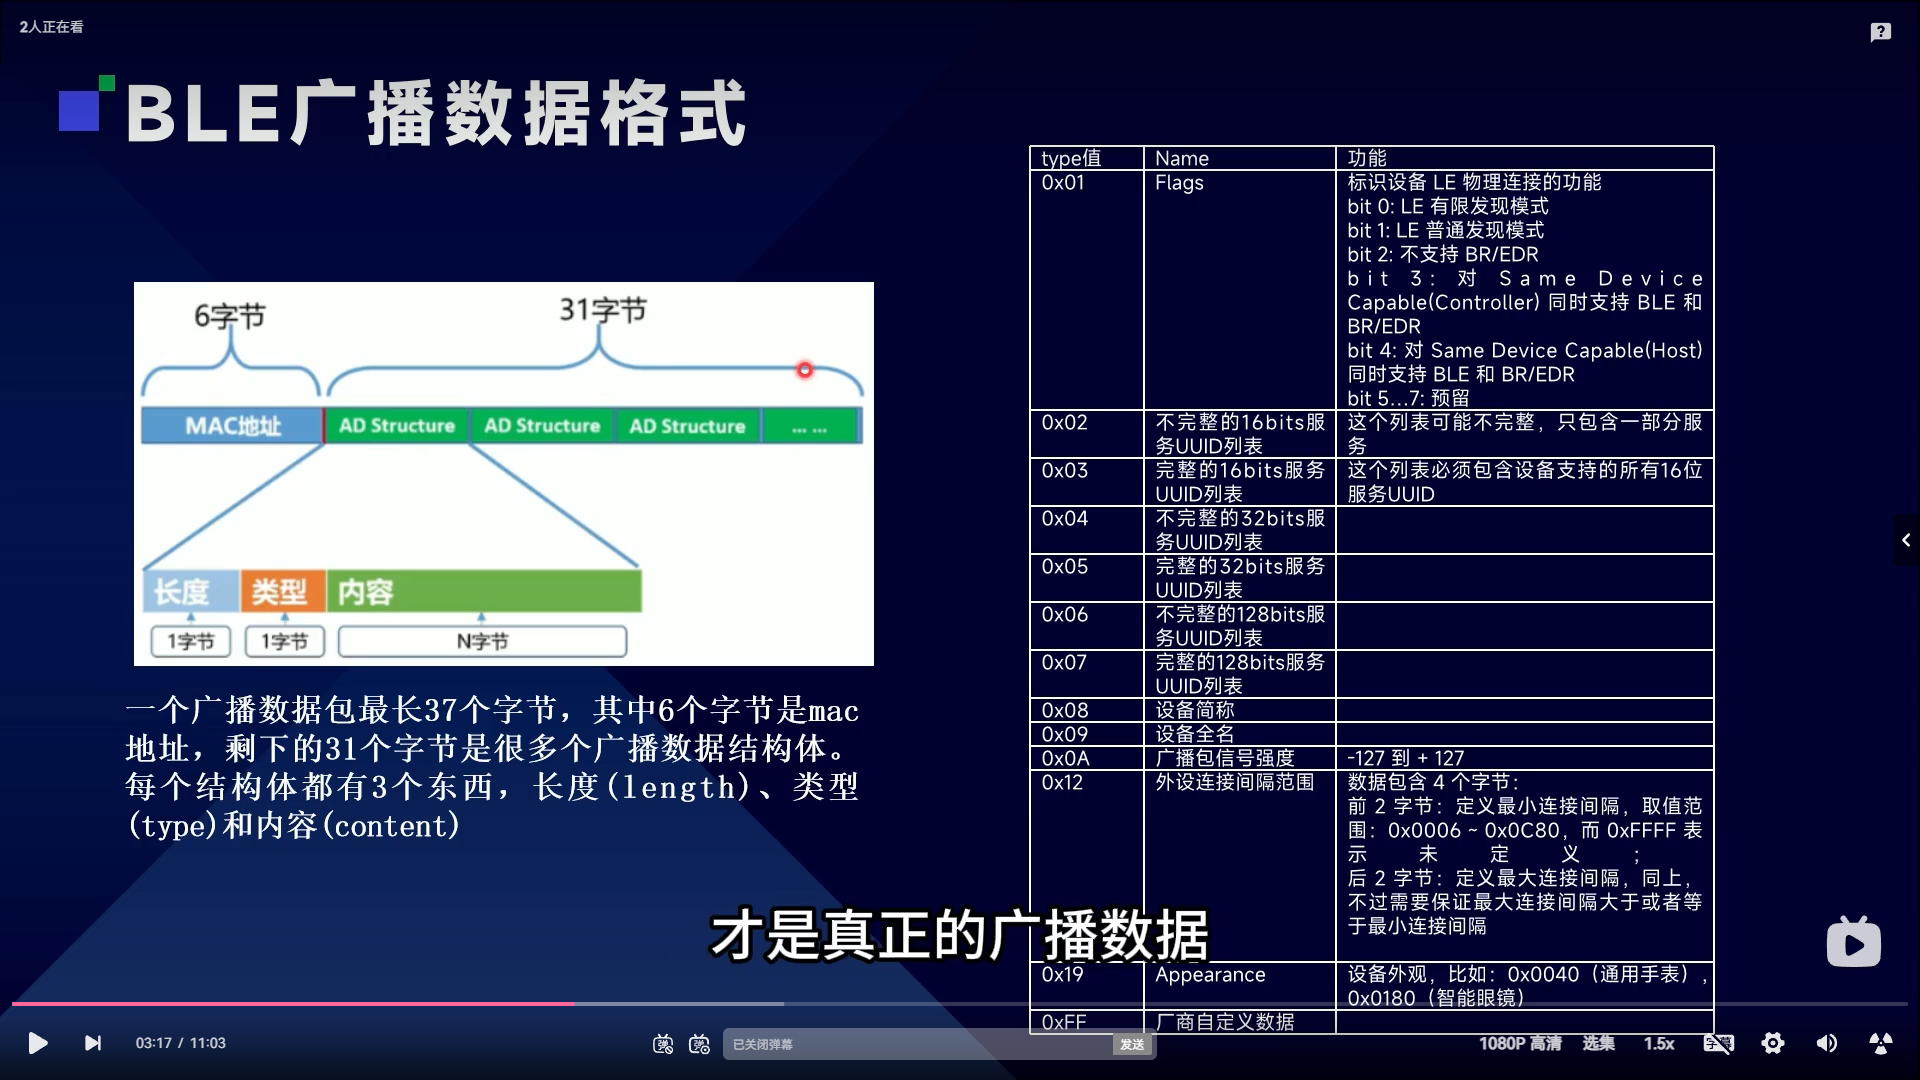 2人正在看
BLE广播数据格式
6字节
31字节
MAC地址 AD Structure AD Structure AD Structure ... ...
长度 类型 内容
1字节 1字节 N字节
一个广播数据包最长37个字节，其中6个字节是mac
地址，剩下的31个字节是很多个广播数据结构体。
每个结构体都有3个东西，长度(length)、类型
(type)和内容(content)
type值 Name 功能
0x01 Flags 标识设备 LE 物理连接的功能
bit 0: LE 有限发现模式
bit 1: LE 普通发现模式
bit 2: 不支持 BR/EDR
bit 3: 对 Same Device
Capable(Controller) 同时支持 BLE 和
BR/EDR
bit 4: 对 Same Device Capable(Host)
同时支持 BLE 和 BR/EDR
bit 5...7: 预留
0x02 不完整的16bits服 这个列表可能不完整，只包含一部分服
务UUID列表 务
0x03 完整的16bits服务 这个列表必须包含设备支持的所有16位
UUID列表 服务UUID
0x04 不完整的32bits服
务UUID列表
0x05 完整的32bits服务
UUID列表
0x06 不完整的128bits服
务UUID列表
0x07 完整的128bits服务
UUID列表
0x08 设备简称
0x09 设备全名
0x0A 广播包信号强度 -127 到 + 127
0x12 外设连接间隔范围 数据包含 4 个字节：
前 2 字节：定义最小连接间隔，取值范
围：0x0006 ~ 0x0C80，而 0xFFFF 表
示未定义；
后 2 字节：定义最大连接间隔，同上，
不过需要保证最大连接间隔大于或者等
于最小连接间隔
0x19 Appearance 设备外观，比如：0x0040（通用手表），
0x0180（智能眼镜）
0xFF 厂商自定义数据
才是真正的广播数据
03:17 / 11:03 已关闭弹幕 发送 1080P 高清 选集 1.5x